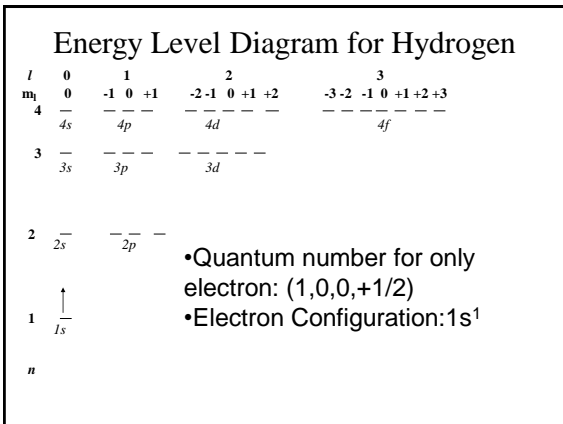 Energy Level Diagram for Hydrogen
l 0 1 2 3
mₗ 0 -1 0 +1 -2 -1 0 +1 +2 -3 -2 -1 0 +1 +2 +3
4
4s 4p 4d 4f
3
3s 3p 3d
2
2s 2p
•Quantum number for only
electron: (1,0,0,+1/2)
•Electron Configuration:1s¹
1
1s
n